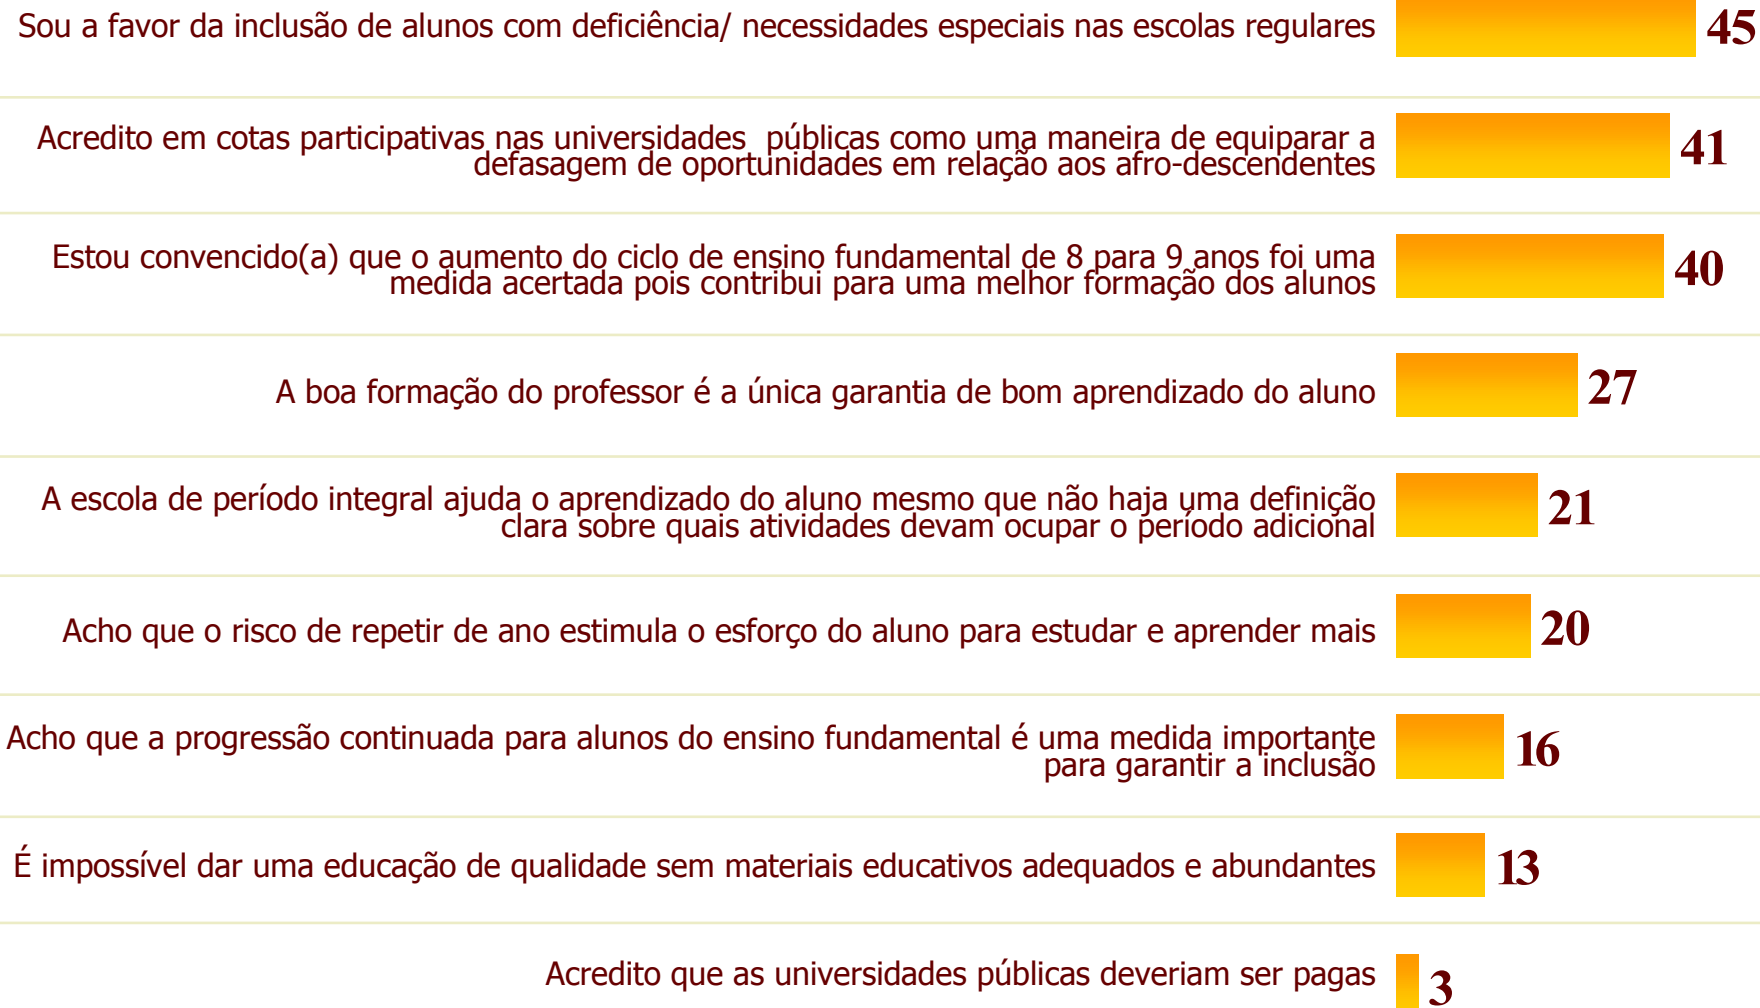 Sou a favor da inclusão de alunos com deficiência/ necessidades especiais nas escolas regulares
45
Acredito em cotas participativas nas universidades  públicas como uma maneira de equiparar a
defasagem de oportunidades em relação aos afro-descendentes
41
Estou convencido(a) que o aumento do ciclo de ensino fundamental de 8 para 9 anos foi uma
medida acertada pois contribui para uma melhor formação dos alunos
40
A boa formação do professor é a única garantia de bom aprendizado do aluno
27
A escola de período integral ajuda o aprendizado do aluno mesmo que não haja uma definição
clara sobre quais atividades devam ocupar o período adicional
21
Acho que o risco de repetir de ano estimula o esforço do aluno para estudar e aprender mais
20
Acho que a progressão continuada para alunos do ensino fundamental é uma medida importante
para garantir a inclusão
16
É impossível dar uma educação de qualidade sem materiais educativos adequados e abundantes
13
Acredito que as universidades públicas deveriam ser pagas
3